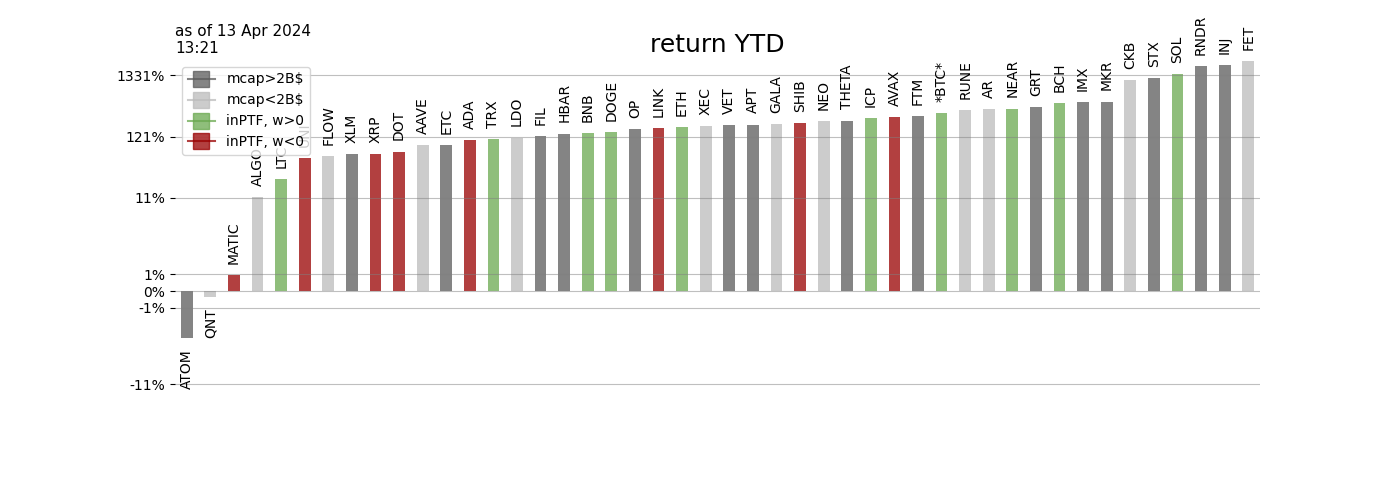 as of 13 Apr 2024
13:21
return YTD
mcap>2B$
mcap<2B$
inPTF, w>0
inPTF, w<0
1331%
121%
11%
1%
0%
-1%
-11%
ATOM
QNT
MATIC
ALGO
LTC
UNI
FLOW
XLM
XRP
DOT
AAVE
ETC
ADA
TRX
LDO
FIL
HBAR
BNB
DOGE
OP
LINK
ETH
XEC
VET
APT
GALA
SHIB
NEO
THETA
ICP
AVAX
FTM
*BTC*
RUNE
AR
NEAR
GRT
BCH
IMX
MKR
CKB
STX
SOL
RNDR
INJ
FET